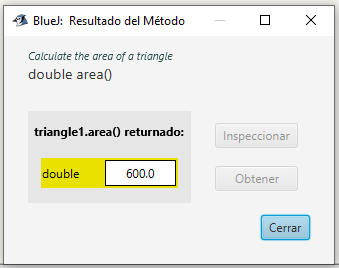 BlueJ: Resultado del Método
Calculate the area of a triangle
double area()
triangle1.area() returnado:
double 600.0
Inspeccionar
Obtener
Cerrar